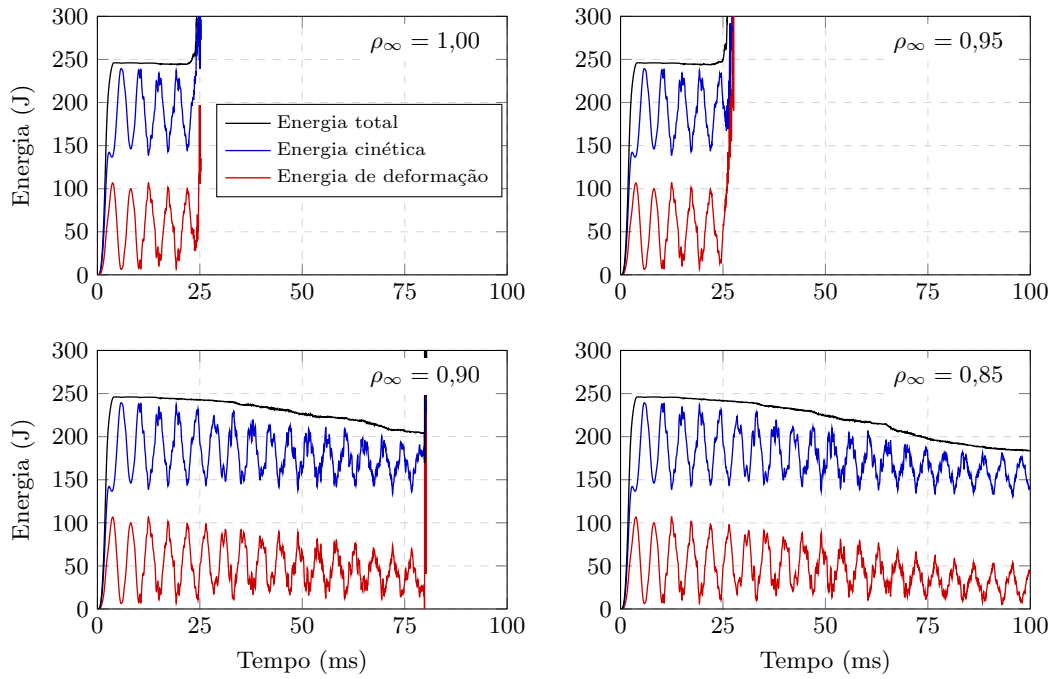 300
250
200
150
100
50
0
Energia (J)
ρ∞ = 1,00
Energia total
Energia cinética
Energia de deformação
0 25 50 75 100
300
250
200
150
100
50
0
ρ∞ = 0,95
0 25 50 75 100
300
250
200
150
100
50
0
Energia (J)
ρ∞ = 0,90
0 25 50 75 100
Tempo (ms)
300
250
200
150
100
50
0
ρ∞ = 0,85
0 25 50 75 100
Tempo (ms)